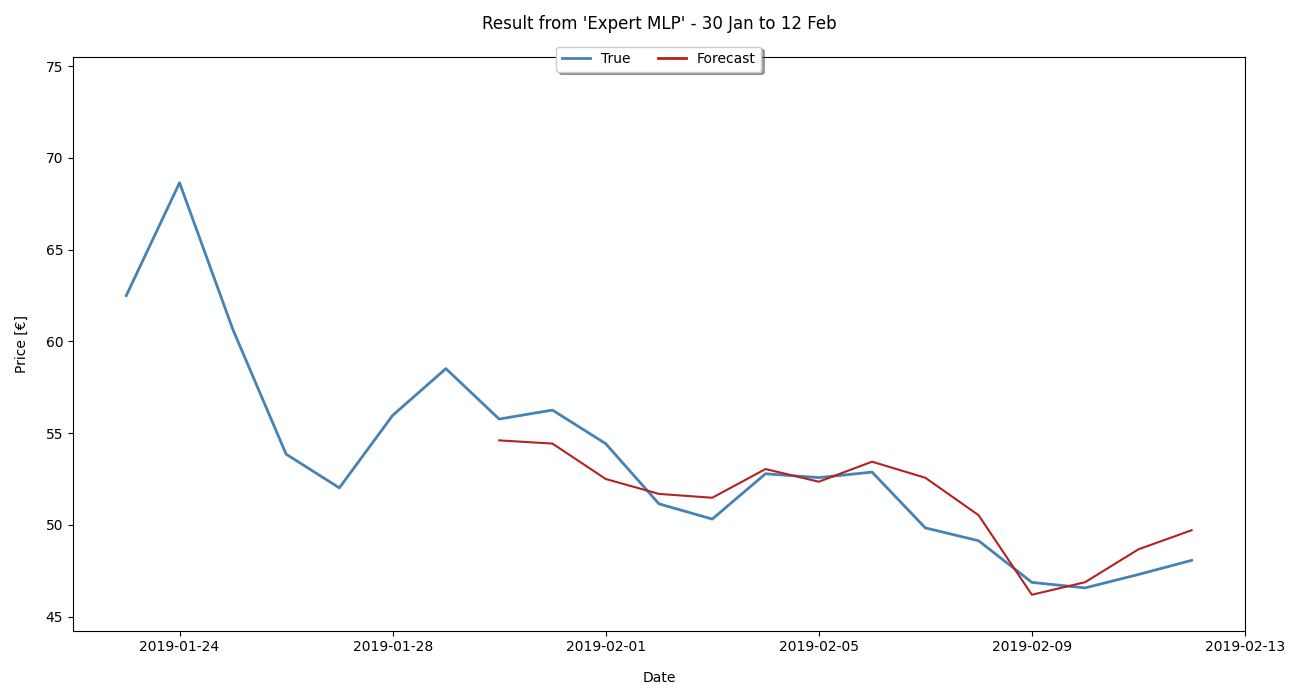 Result from 'Expert MLP' - 30 Jan to 12 Feb
True Forecast
Price [€]
75
70
65
60
55
50
45
2019-01-24 2019-01-28 2019-02-01 2019-02-05 2019-02-09 2019-02-13
Date